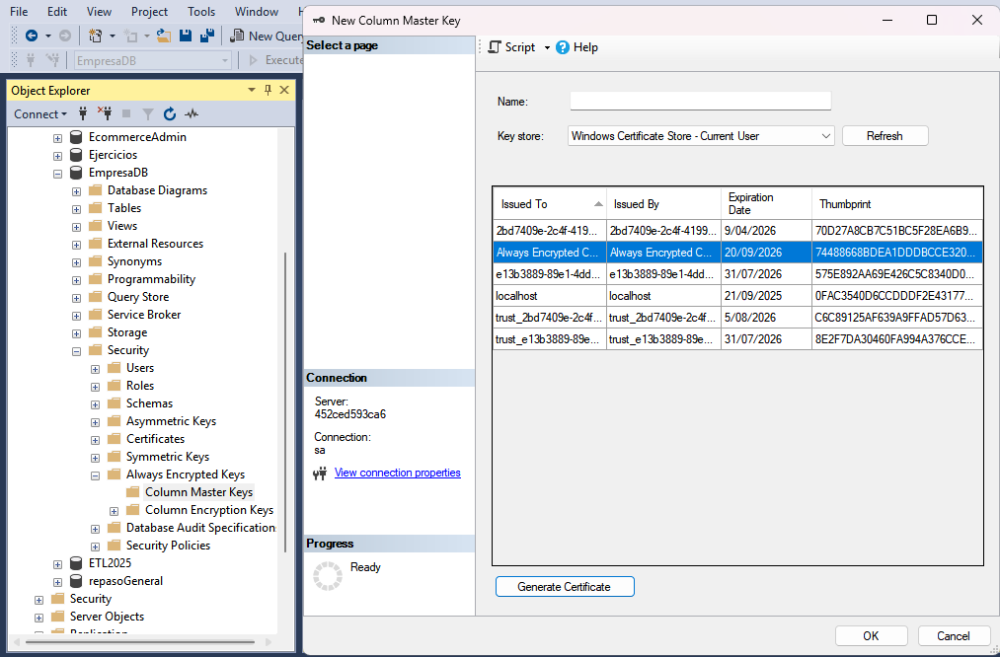 File Edit View Project Tools Window
New Query
EmpresaDB Execute
Object Explorer
Connect
EcommerceAdmin
Ejercicios
EmpresaDB
Database Diagrams
Tables
Views
External Resources
Synonyms
Programmability
Query Store
Service Broker
Storage
Security
Users
Roles
Schemas
Asymmetric Keys
Certificates
Symmetric Keys
Always Encrypted Keys
Column Master Keys
Column Encryption Keys
Database Audit Specification
Security Policies
ETL2025
repasoGeneral
Security
Server Objects
Replication
New Column Master Key
Select a page
Connection
Server:
452ced593ca6
Connection:
sa
View connection properties
Progress
Ready
Script Help
Name:
Key store: Windows Certificate Store - Current User Refresh
Issued To Issued By Expiration Date Thumbprint
2bd7409e-2c4f-419... 2bd7409e-2c4f-4199... 9/04/2026 70D27A8CB7C51BC5F28EA6B9...
Always Encrypted C... Always Encrypted C... 20/09/2026 74488668BDEA1DDDBCCE320...
e13b3889-89e1-4dd... e13b3889-89e1-4dd... 31/07/2026 575E892AA69E426C5C8340D0...
localhost localhost 21/09/2025 0FAC3540D6CCDDDF2E43177...
trust_2bd7409e-2c4f... trust_2bd7409e-2c4f... 5/08/2026 C6C89125AF639A9FFAD57D63...
trust_e13b3889-89e... trust_e13b3889-89e... 31/07/2026 8E2F7DA30460FA994A376CCE...
Generate Certificate
OK Cancel